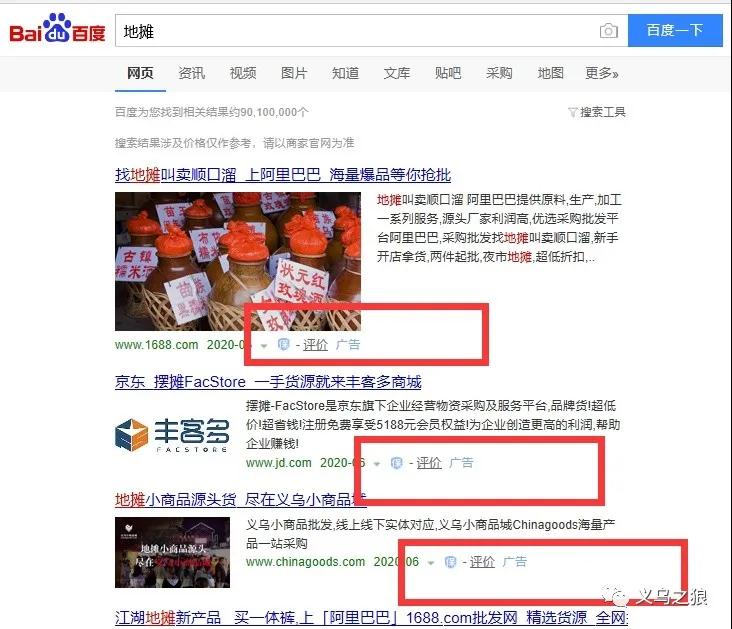 Bai du 百度
地摊
百度一下
网页 资讯 视频 图片 知道 文库 贴吧 采购 地图 更多»
百度为您找到相关结果约90,100,000个
搜索工具
搜索结果涉及价格仅作参考，请以商家官网为准
找地摊叫卖顺口溜 上阿里巴巴 海量爆品等你抢批
地摊叫卖顺口溜 阿里巴巴提供原料,生产,加工
一系列服务,源头厂家利润高,优选采购批发平
台阿里巴巴,采购批发找地摊叫卖顺口溜,新手
开店拿货,两件起批,夜市地摊,超低折扣,..
古镇
糯米酒
状元红
玫瑰酒
www.1688.com 2020-0 保 - 评价 广告
京东 摆摊FacStore 一手货源就来丰客多商城
丰客多
FACSTORE
摆摊-FacStore是京东旗下企业经营物资采购及服务平台,品牌货!超低
价!超省钱!注册免费享受5188元会员权益!为企业创造更高的利润,帮助
企业赚钱!
www.jd.com 2020-06 保 - 评价 广告
地摊小商品源头货 尽在义乌小商品城
地摊小商品源头
尽在义乌小商品城
义乌小商品批发,线上线下实体对应,义乌小商品城Chinagoods海量产
品一站采购
www.chinagoods.com 2020-06 保 - 评价 广告
义乌之狼
江湖地摊新产品 买一体裤,上「阿里巴巴」1688.com批发网 精选货源 全网